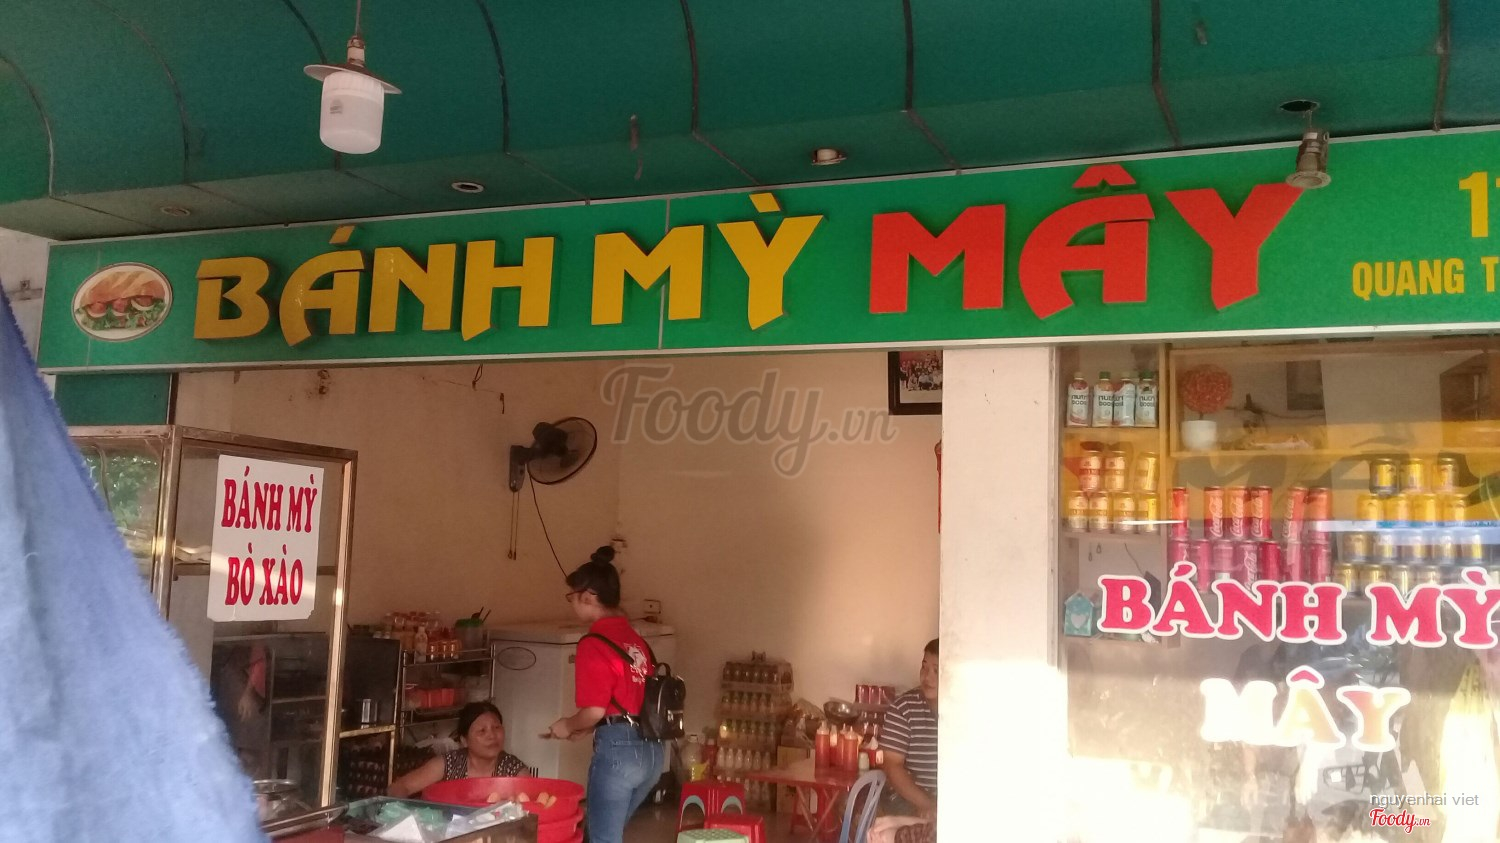 BÁNH MỲ MÂY
QUANG
Foody.vn
BÁNH MỲ
BÒ XÀO
BÁNH MỲ
MÂY
nguyenhai viet
Foody.vn